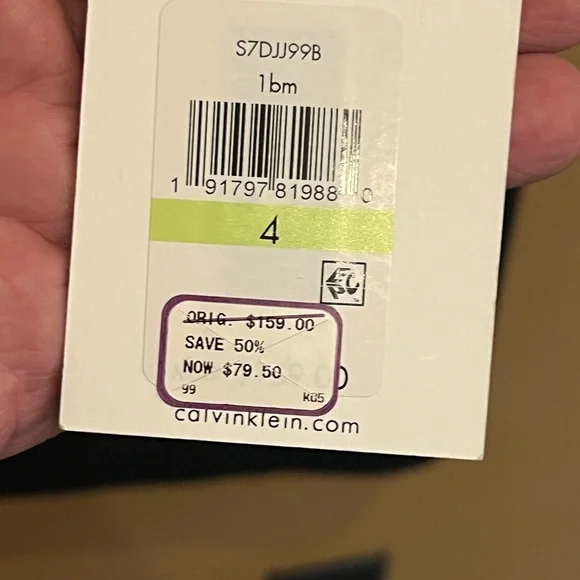 S7DJJ99B
1bm
1 91797 81988 0
4
ORIG. $159.00
SAVE 50%
NOW $79.50
99 K05
calvinklein.com